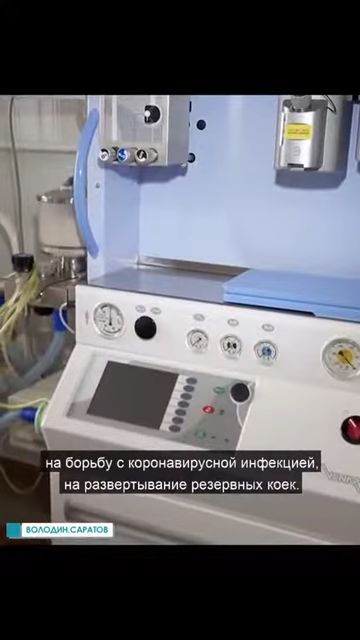 на борьбу с коронавирусной инфекцией,
на развертывание резервных коек.
ВОЛОДИН.САРАТОВ